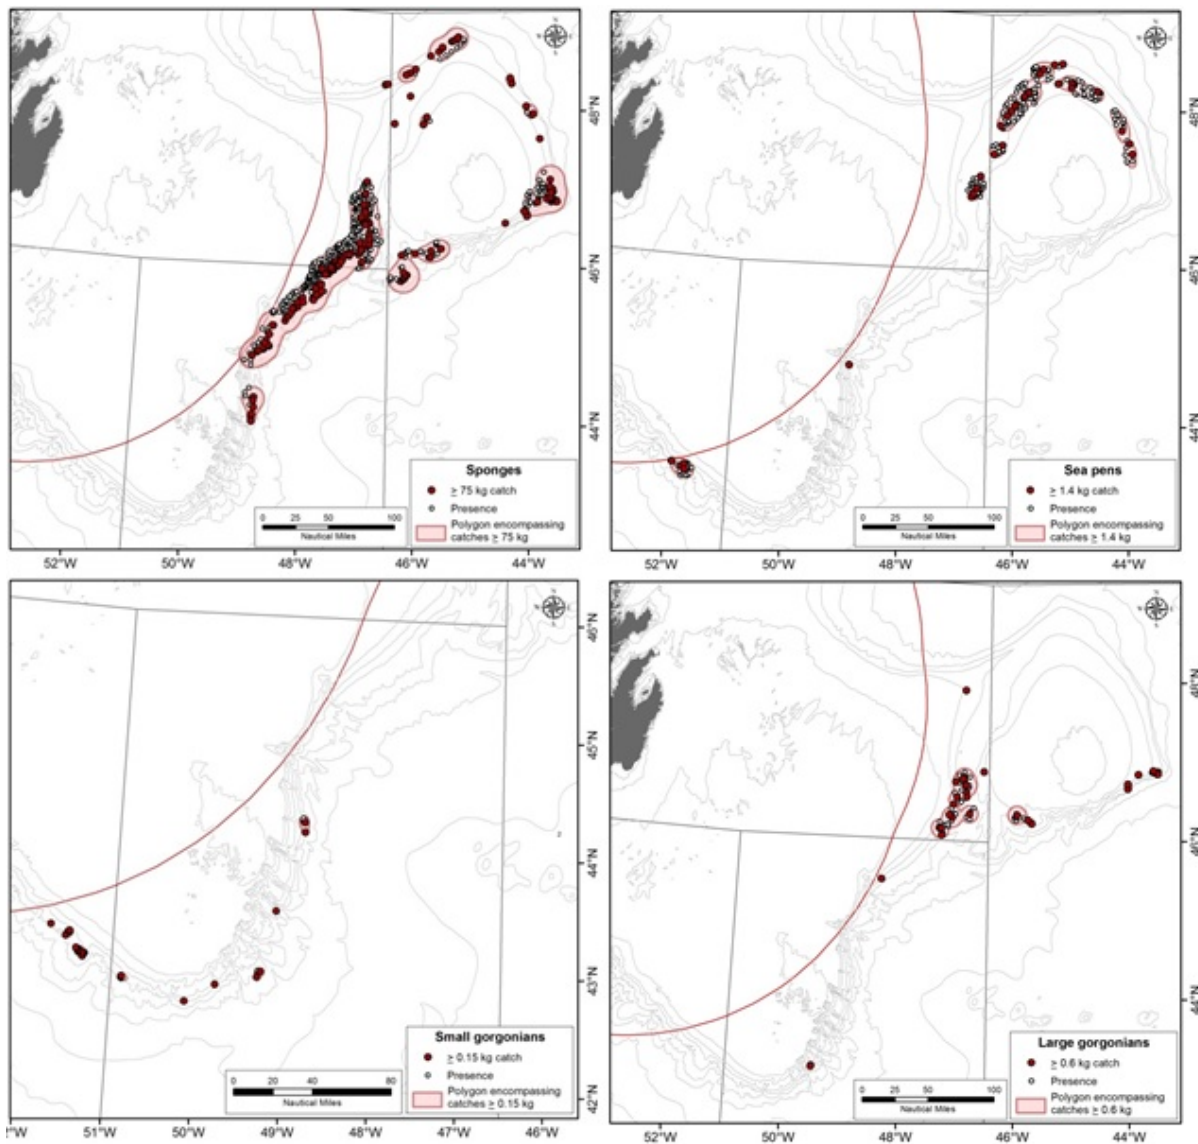 48°N
46°N
44°N
Sponges
≥ 75 kg catch
Presence
Polygon encompassing
catches ≥ 75 kg
0 25 50 100
Nautical Miles
52°W 50°W 48°W 46°W 44°W
48°N
46°N
44°N
Sea pens
≥ 1.4 kg catch
Presence
Polygon encompassing
catches ≥ 1.4 kg
0 25 50 100
Nautical Miles
52°W 50°W 48°W 46°W 44°W
46°N
45°N
44°N
43°N
42°N
Small gorgonians
≥ 0.15 kg catch
Presence
Polygon encompassing
catches ≥ 0.15 kg
0 20 40 80
Nautical Miles
52°W 51°W 50°W 49°W 48°W 47°W 46°W
48°N
46°N
44°N
Large gorgonians
≥ 0.6 kg catch
Presence
Polygon encompassing
catches ≥ 0.6 kg
0 25 50 100
Nautical Miles
52°W 50°W 48°W 46°W 44°W